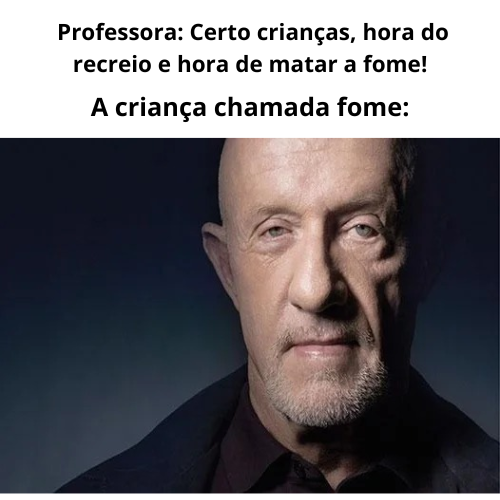 Professora: Certo crianças, hora do
recreio e hora de matar a fome!
A criança chamada fome: